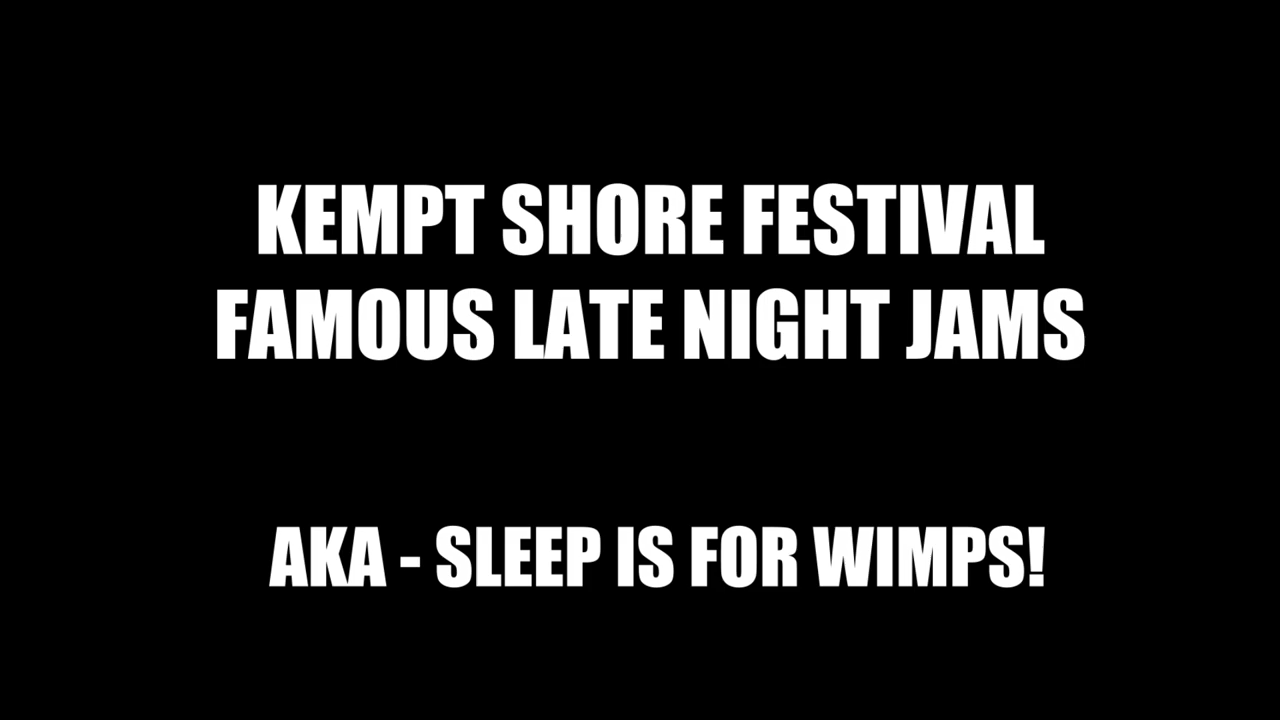 KEMPT SHORE FESTIVAL
FAMOUS LATE NIGHT JAMS
AKA - SLEEP IS FOR WIMPS!